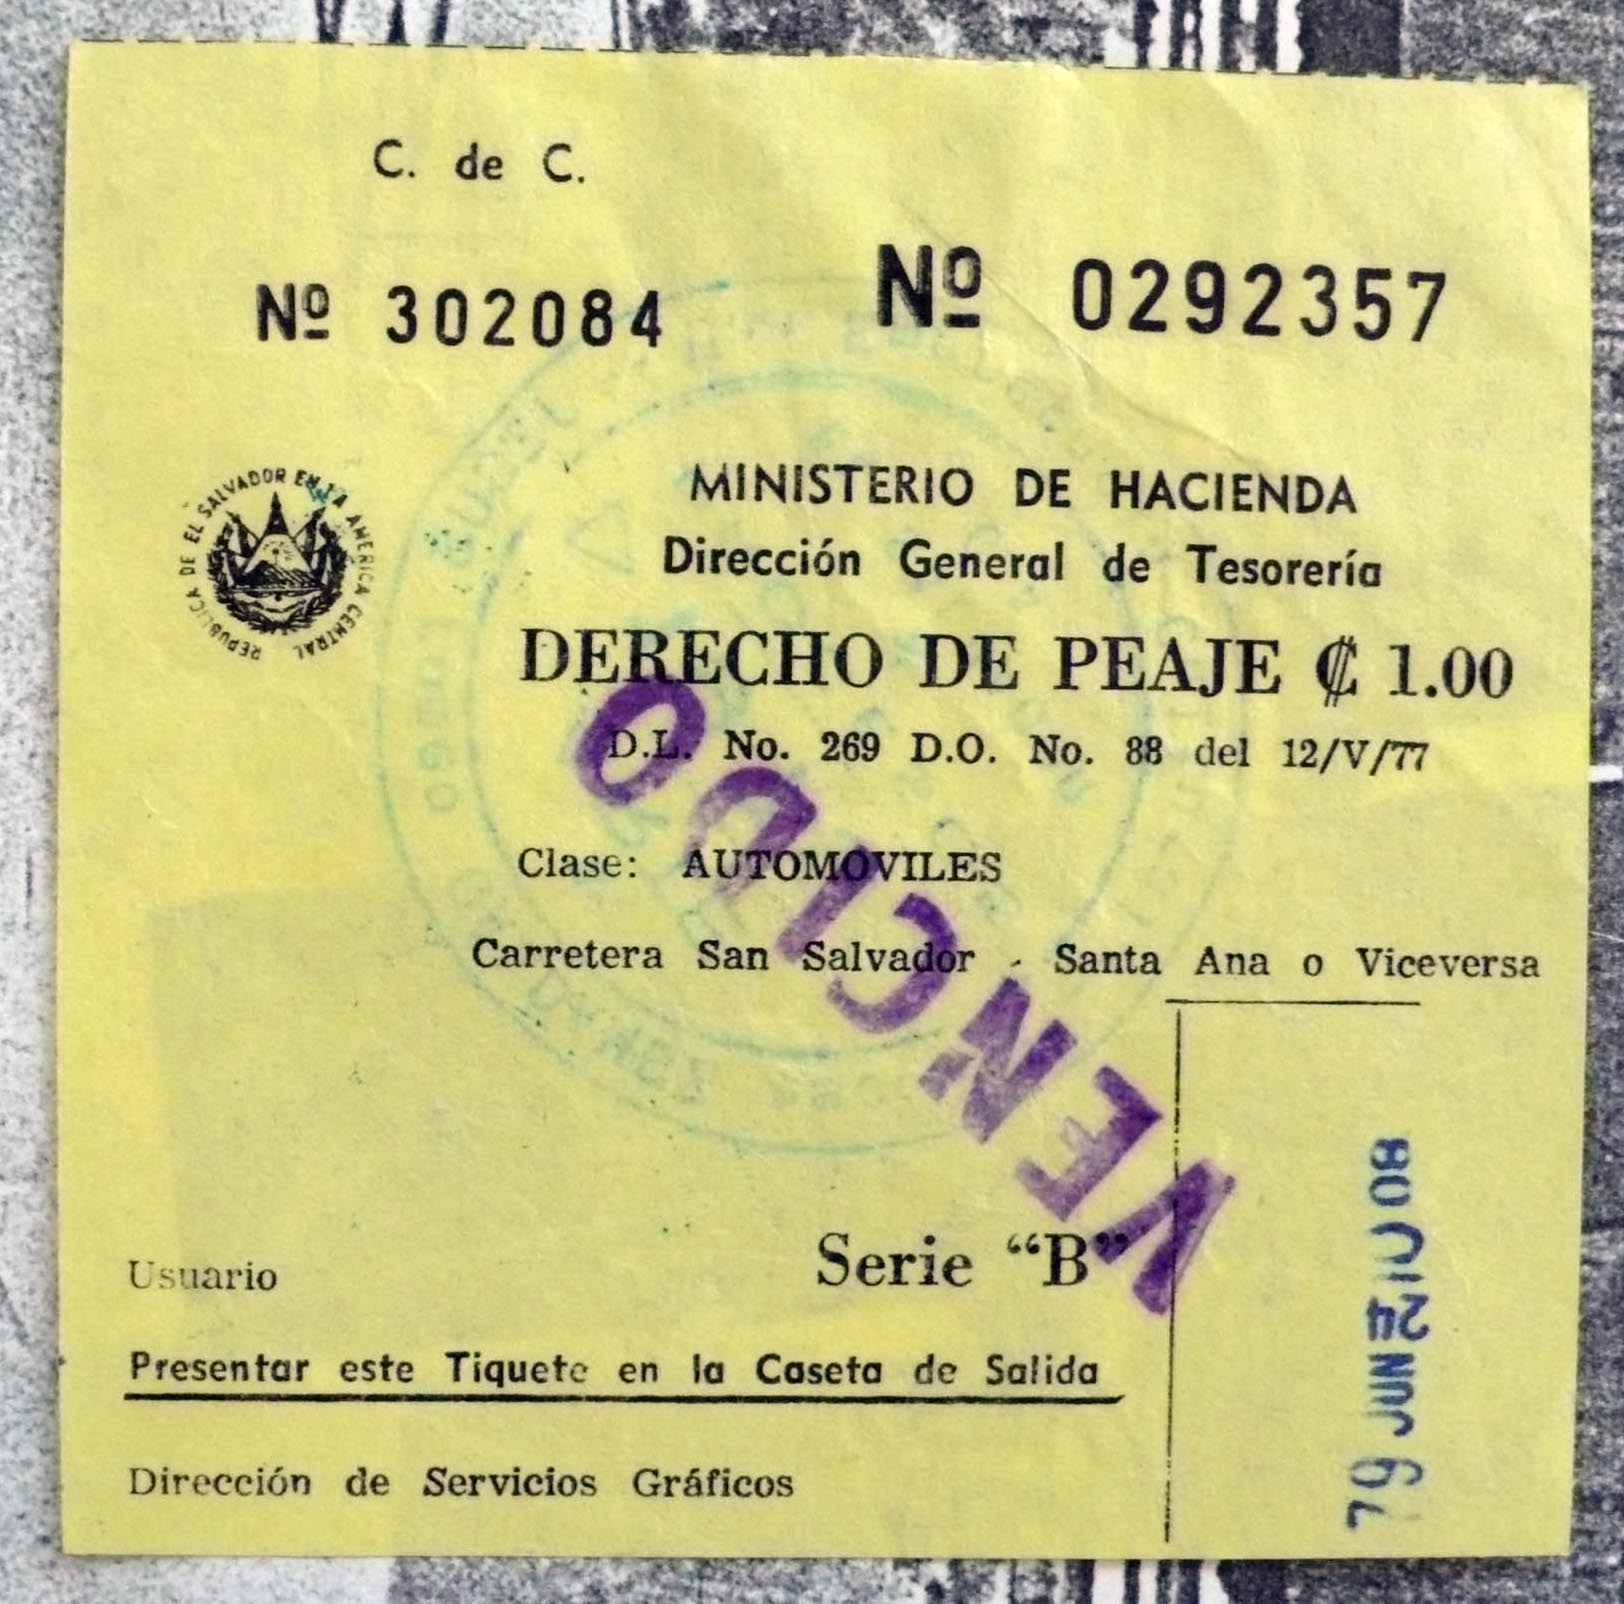 C. de C.
Nº 302084
Nº 0292357
REPUBLICA DE EL SALVADOR EN LA AMERICA CENTRAL
MINISTERIO DE HACIENDA
Dirección General de Tesorería
DERECHO DE PEAJE ₡ 1.00
D.L. No. 269 D.O. No. 88 del 12/V/77
Clase: AUTOMOVILES
Carretera San Salvador - Santa Ana o Viceversa
VENCIDO
Serie "B"
Usuario
Presentar este Tiquete en la Caseta de Salida
Dirección de Servicios Gráficos
79 JUN